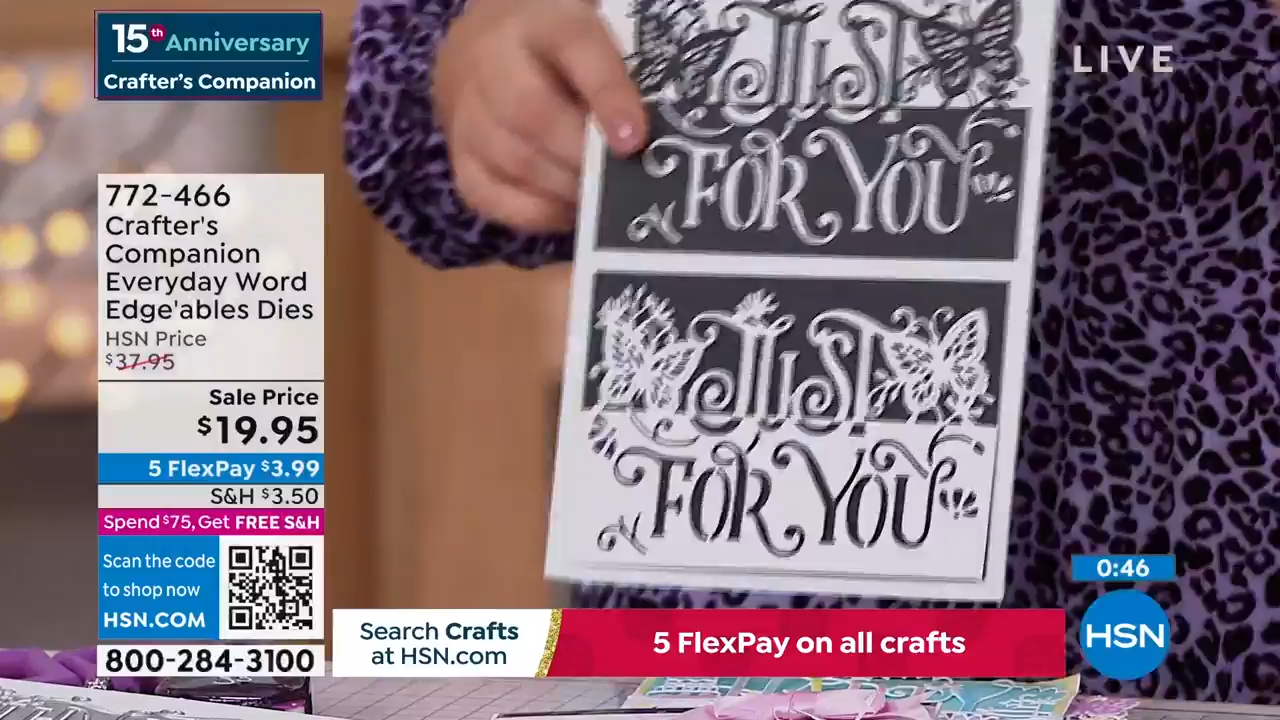 15th Anniversary
Crafter's Companion
LIVE
772-466
Crafter's
Companion
Everyday Word
Edge'ables Dies
HSN Price
$37.95
Sale Price
$19.95
5 FlexPay $3.99
S&H $3.50
Spend $75, Get FREE S&H
Scan the code
to shop now
HSN.COM
800-284-3100
JUST
FOR YOU
JUST
FOR YOU
Search Crafts
at HSN.com
5 FlexPay on all crafts
0:46
HSN